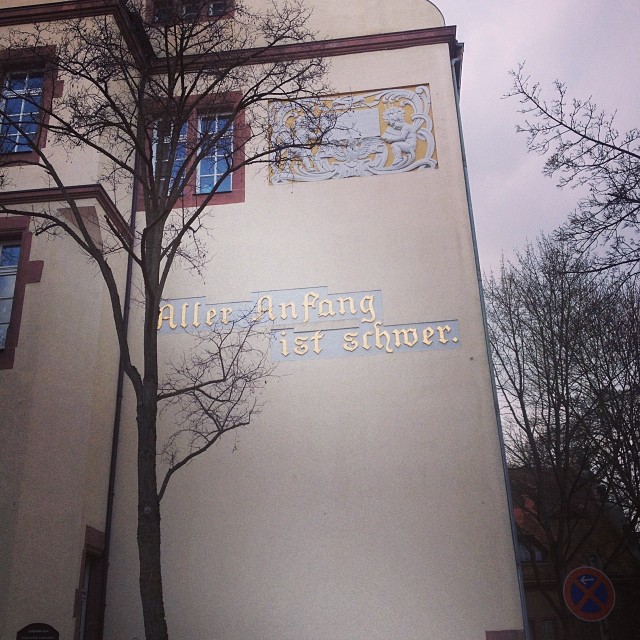 Aller Anfang
ist schwer.